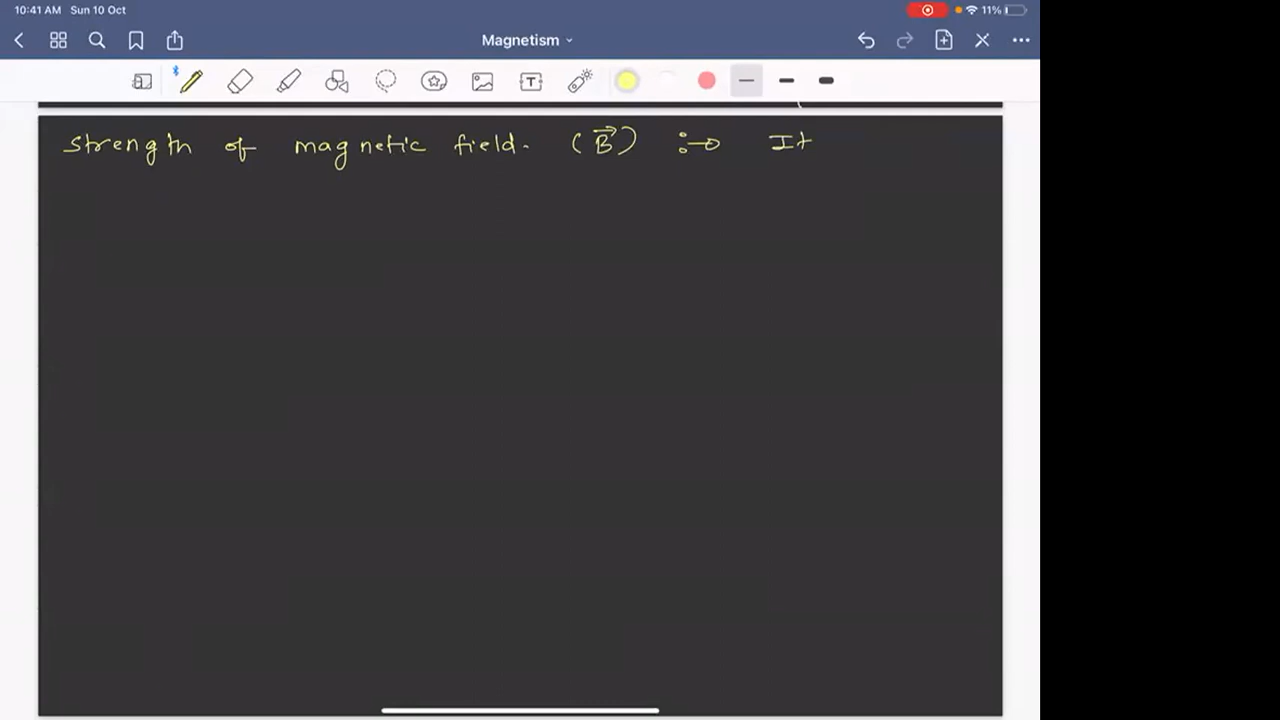 10:41 AM Sun 10 Oct
11%
Magnetism
T
Strength of magnetic field. (B⃗) :→ It